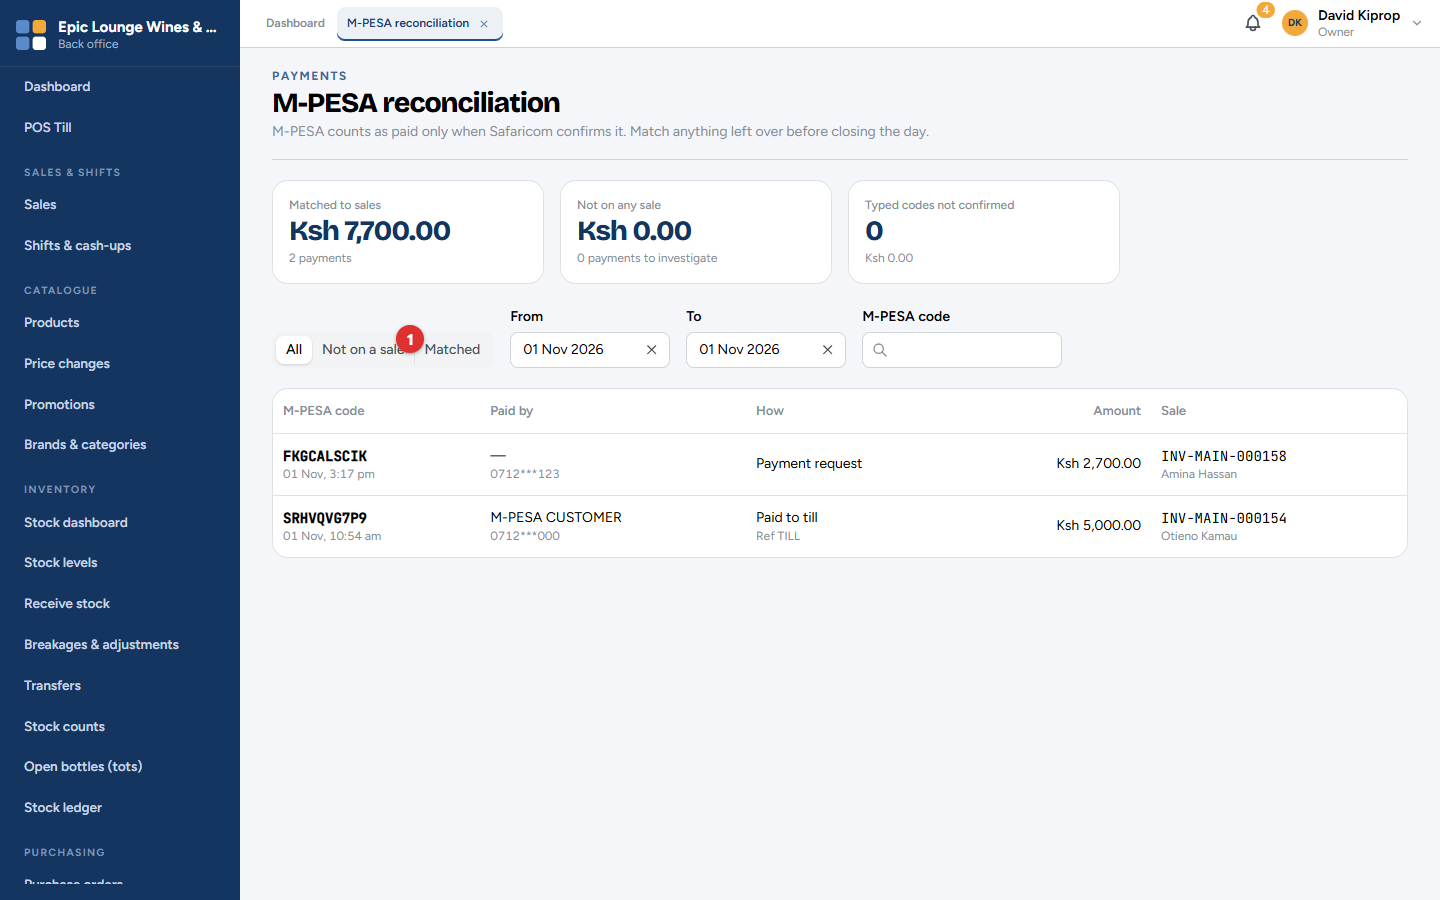 Epic Lounge Wines & ...
Back office
Dashboard
POS Till
SALES & SHIFTS
Sales
Shifts & cash-ups
CATALOGUE
Products
Price changes
Promotions
Brands & categories
INVENTORY
Stock dashboard
Stock levels
Receive stock
Breakages & adjustments
Transfers
Stock counts
Open bottles (tots)
Stock ledger
PURCHASING
Purchase orders
Dashboard
M-PESA reconciliation
4
DK
David Kiprop
Owner
PAYMENTS
M-PESA reconciliation
M-PESA counts as paid only when Safaricom confirms it. Match anything left over before closing the day.
Matched to sales
Ksh 7,700.00
2 payments
Not on any sale
Ksh 0.00
0 payments to investigate
Typed codes not confirmed
0
Ksh 0.00
All
Not on a sale
1
Matched
From
01 Nov 2026
To
01 Nov 2026
M-PESA code
M-PESA code Paid by How Amount Sale
FKGCALSCIK — Payment request Ksh 2,700.00 INV-MAIN-000158
01 Nov, 3:17 pm 0712***123 Amina Hassan
SRHVQVG7P9 M-PESA CUSTOMER Paid to till Ksh 5,000.00 INV-MAIN-000154
01 Nov, 10:54 am 0712***000 Ref TILL Otieno Kamau